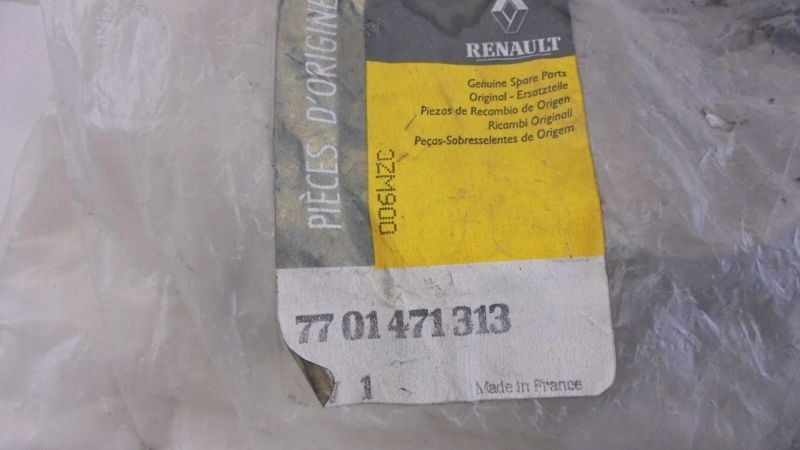 PIÈCES D'ORIGINE
RENAULT
Genuine Spare Parts
Original - Ersatzteile
Piezas de Recambio de Origen
Ricambi Originali
Peças-Sobresselentes de Origem
77 01 471 313
1
Made in France